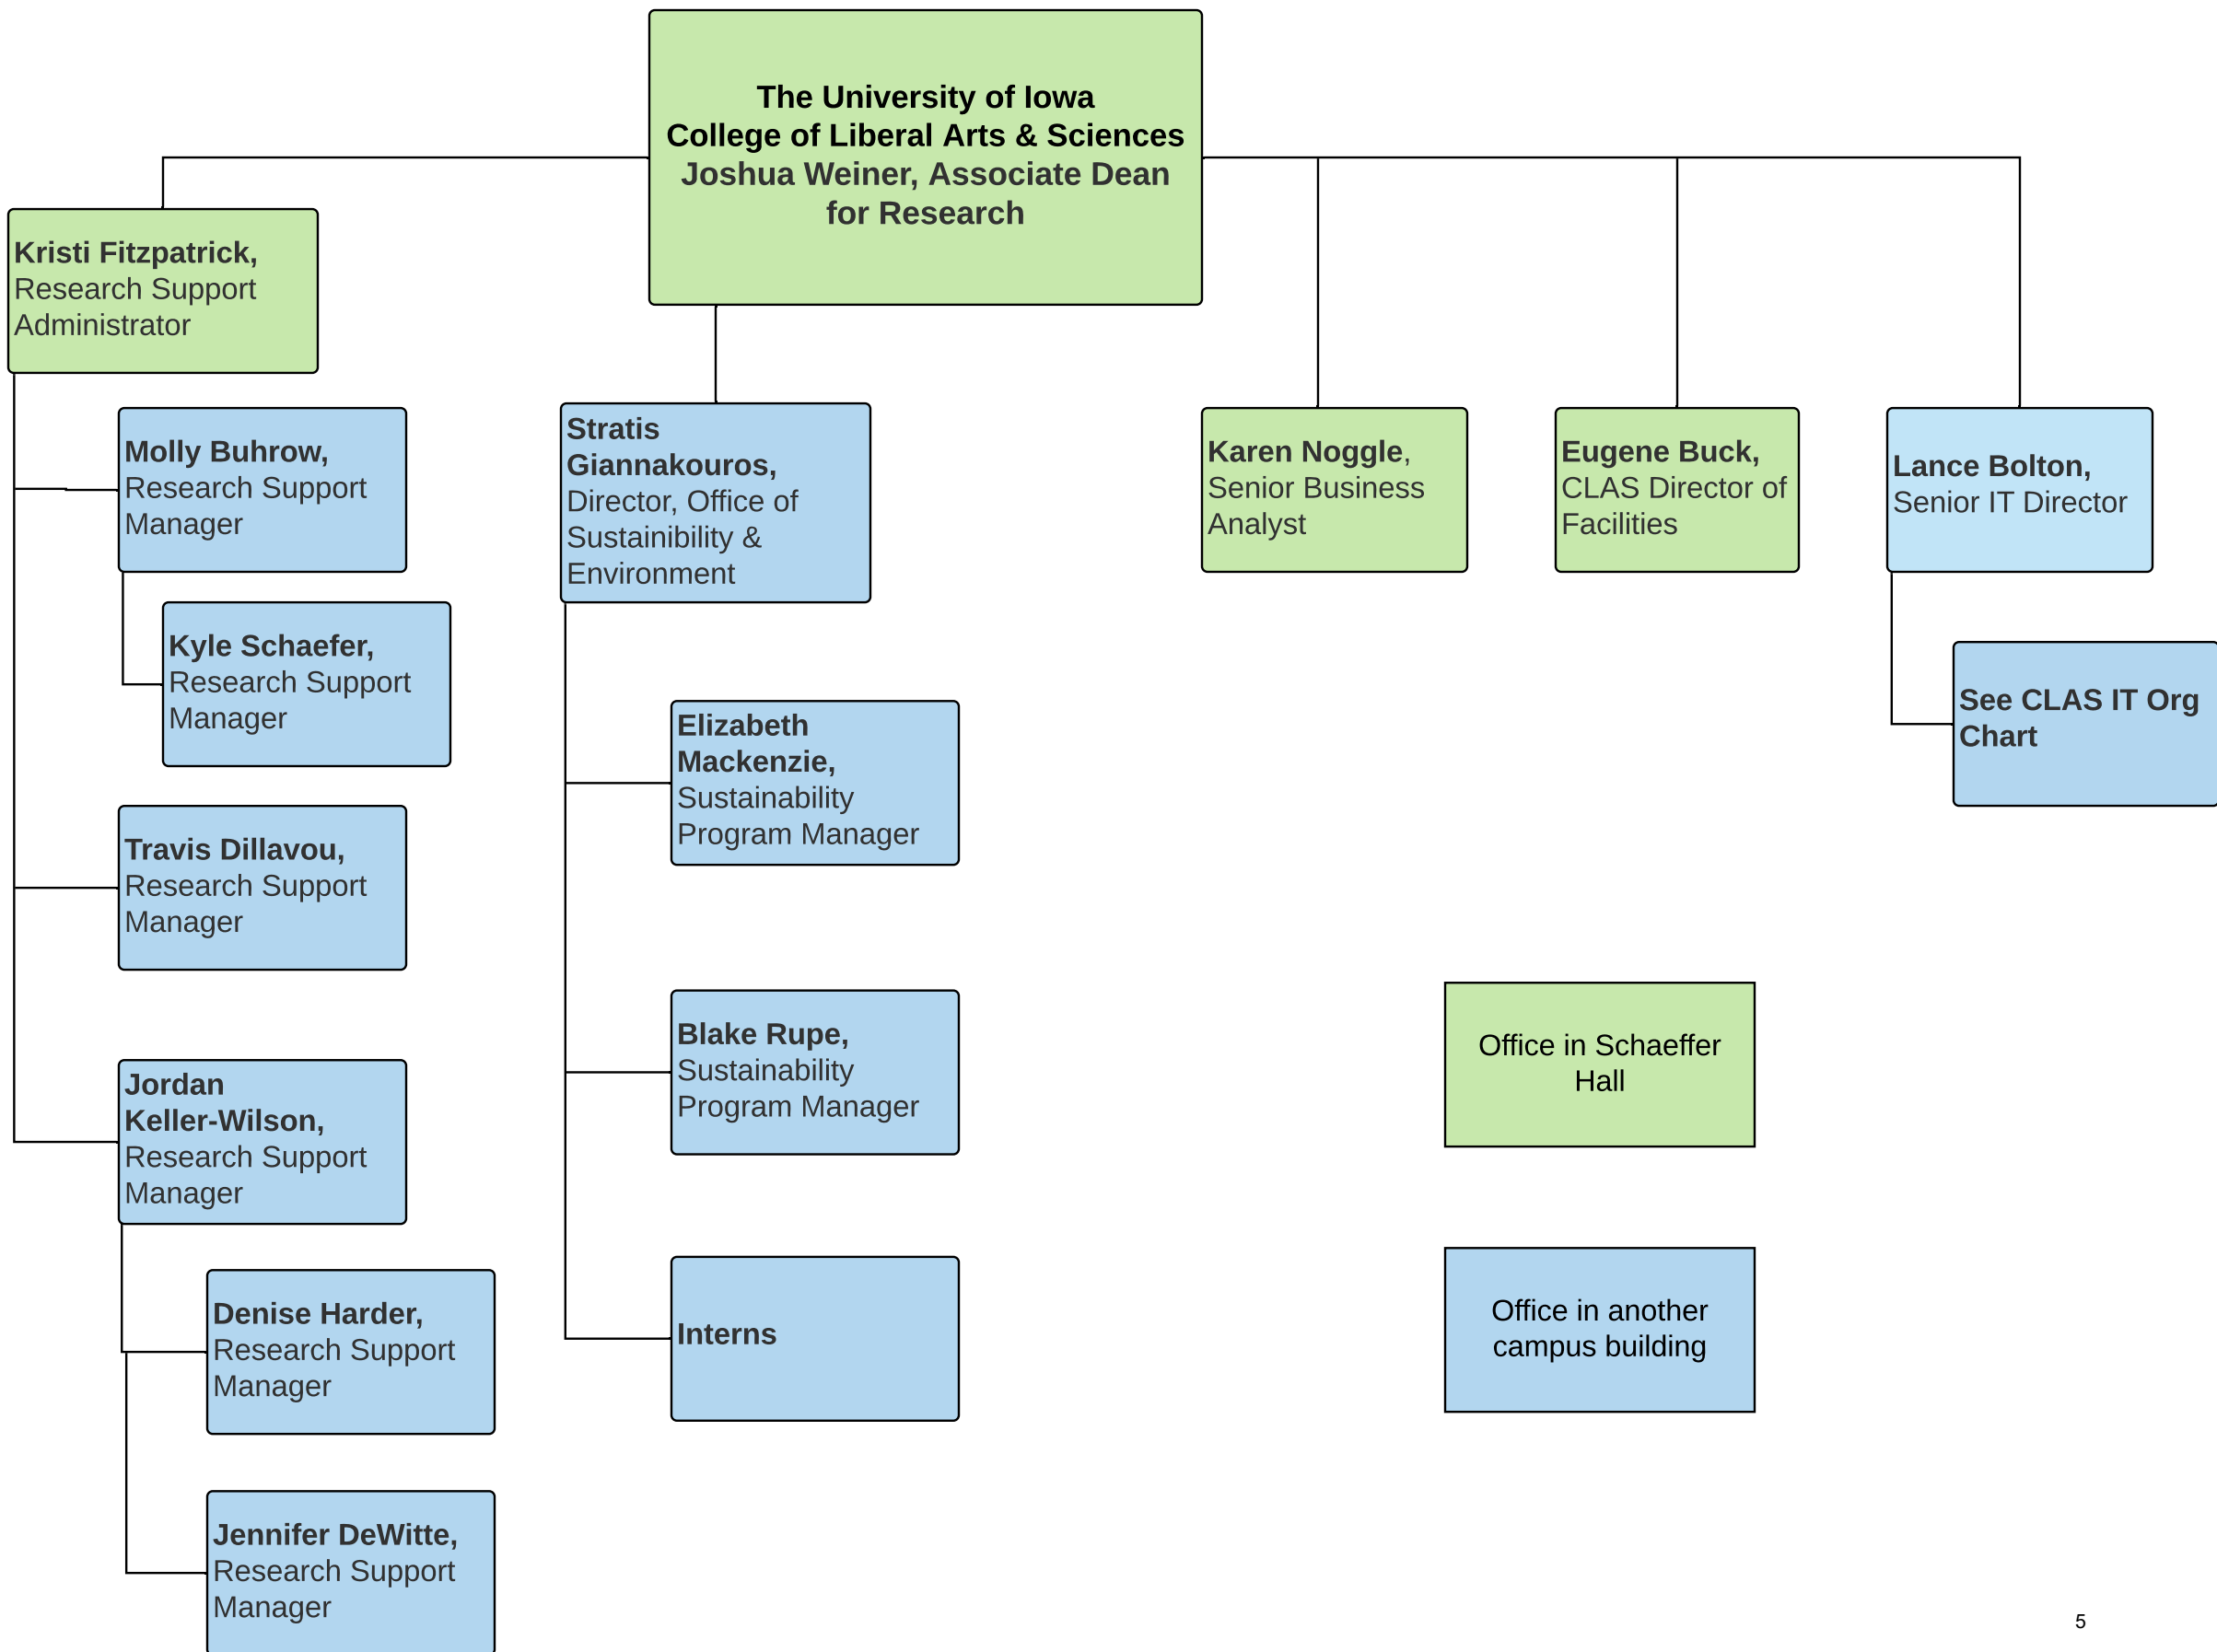 The University of Iowa
College of Liberal Arts & Sciences
Joshua Weiner, Associate Dean
for Research
Kristi Fitzpatrick,
Research Support
Administrator
Molly Buhrow,
Research Support
Manager
Kyle Schaefer,
Research Support
Manager
Travis Dillavou,
Research Support
Manager
Jordan
Keller-Wilson,
Research Support
Manager
Denise Harder,
Research Support
Manager
Jennifer DeWitte,
Research Support
Manager
Stratis
Giannakouros,
Director, Office of
Sustainibility &
Environment
Elizabeth
Mackenzie,
Sustainability
Program Manager
Blake Rupe,
Sustainability
Program Manager
Interns
Karen Noggle,
Senior Business
Analyst
Eugene Buck,
CLAS Director of
Facilities
Lance Bolton,
Senior IT Director
See CLAS IT Org
Chart
Office in Schaeffer
Hall
Office in another
campus building
5